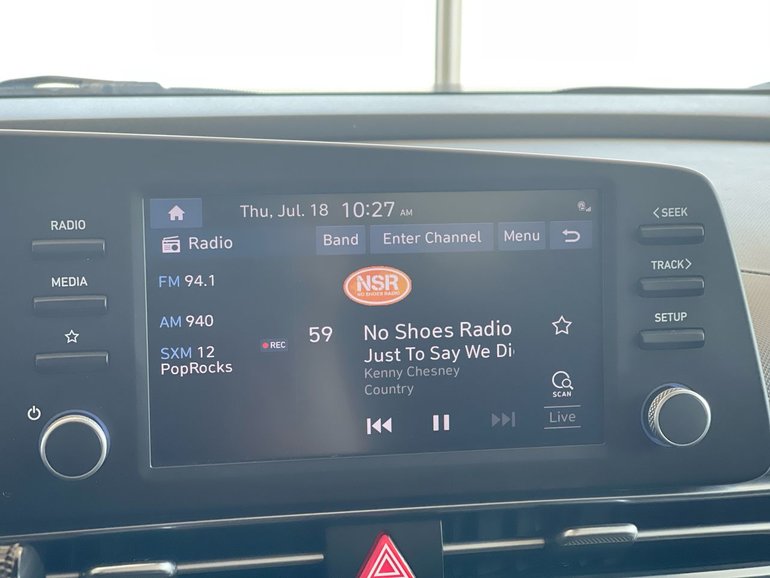 RADIO
MEDIA
Thu, Jul. 18 10:27 AM
Radio
Band
Enter Channel
Menu
FM 94.1
AM 940
SXM 12
PopRocks
REC
59
NSR
NO SHOES RADIO
No Shoes Radio
Just To Say We Di
Kenny Chesney
Country
SCAN
Live
<SEEK
TRACK>
SETUP